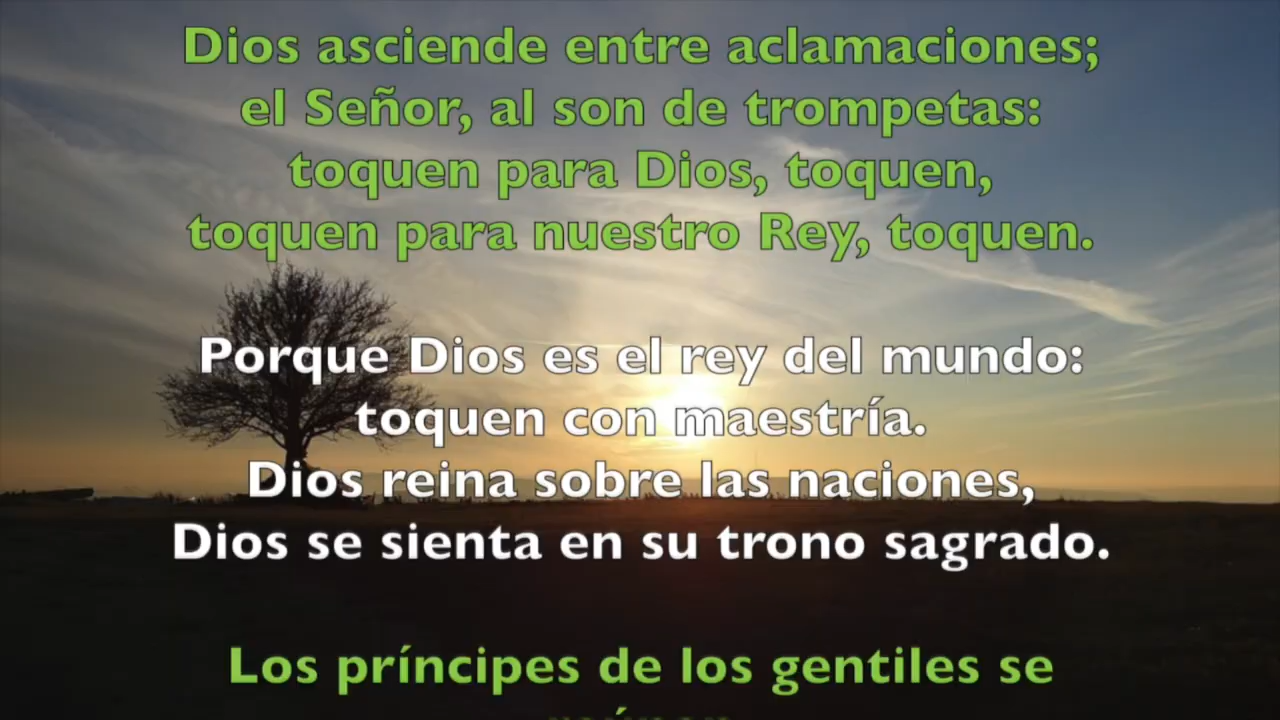 Dios asciende entre aclamaciones;
el Señor, al son de trompetas:
toquen para Dios, toquen,
toquen para nuestro Rey, toquen.
Porque Dios es el rey del mundo:
toquen con maestría.
Dios reina sobre las naciones,
Dios se sienta en su trono sagrado.
Los príncipes de los gentiles se